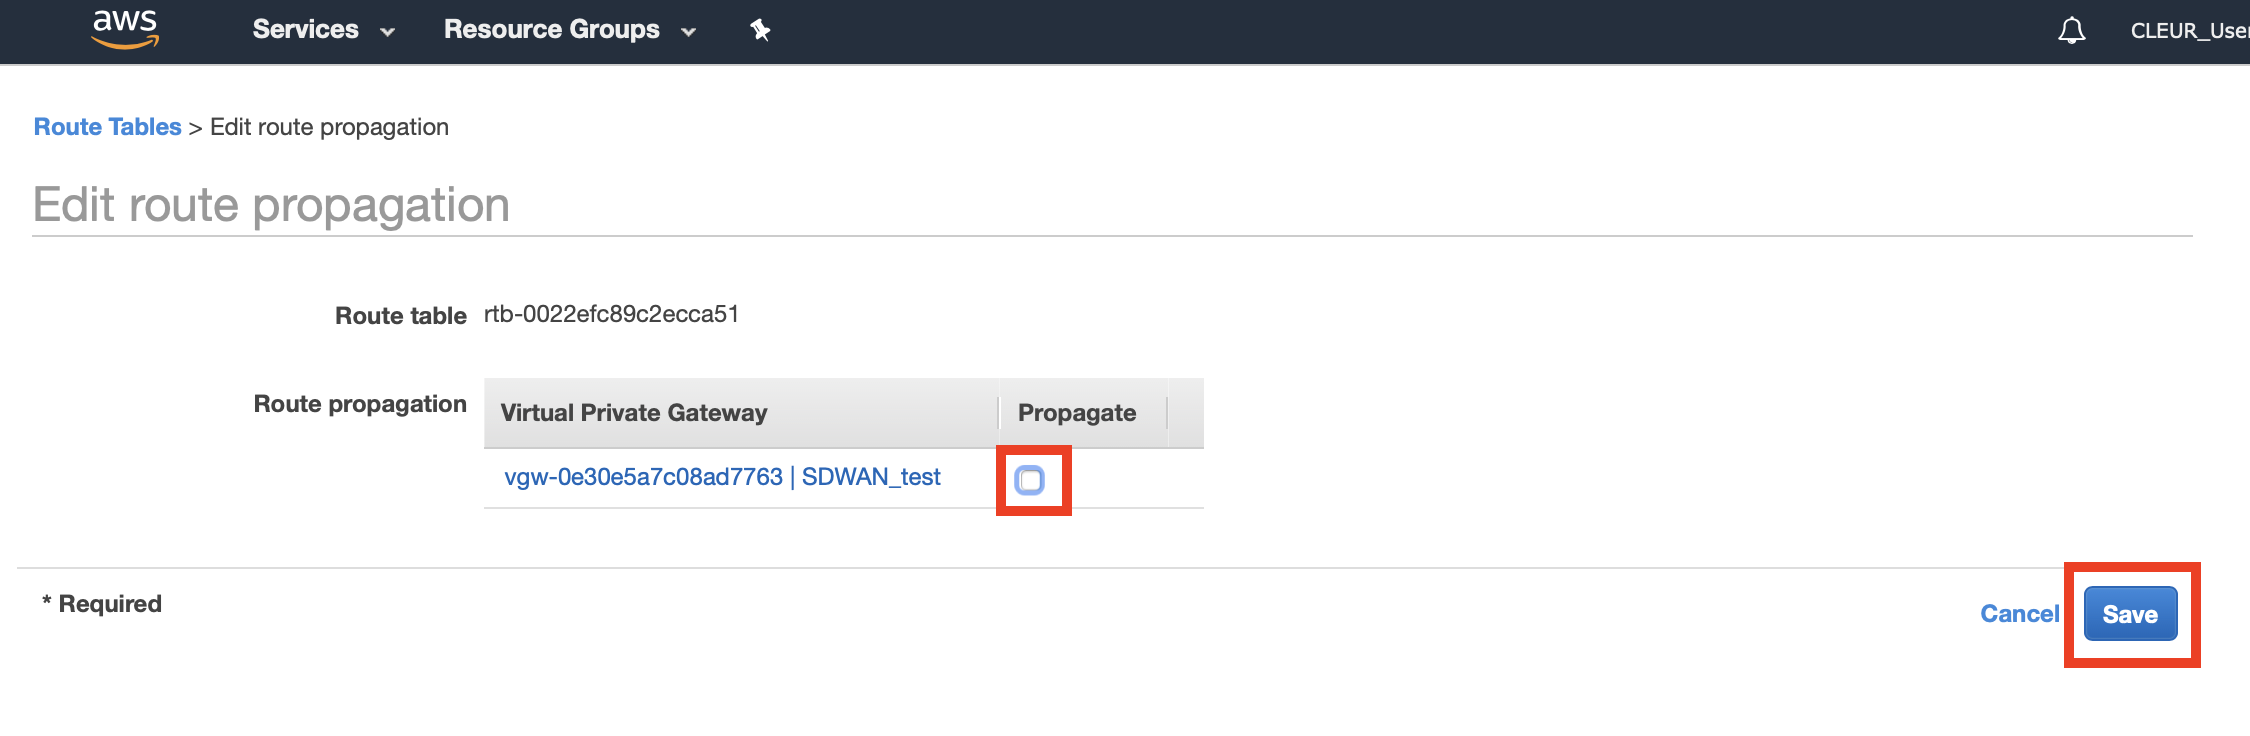 aws Services Resource Groups CLEUR_User
Route Tables > Edit route propagation
Edit route propagation
Route table rtb-0022efc89c2ecca51
Route propagation Virtual Private Gateway Propagate
vgw-0e30e5a7c08ad7763 | SDWAN_test
* Required
Cancel Save